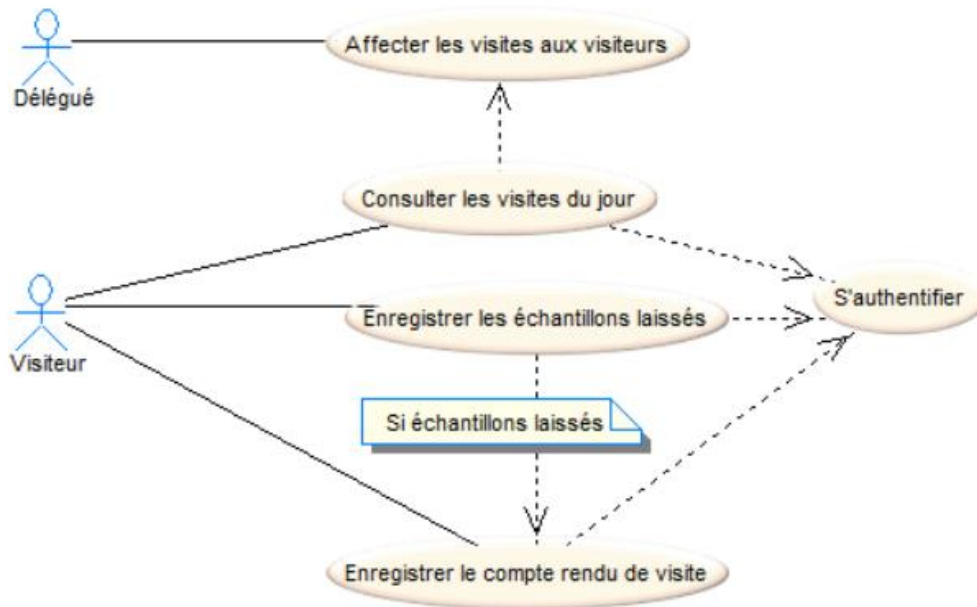 Affecter les visites aux visiteurs
Délégué
Consulter les visites du jour
S'authentifier
Enregistrer les échantillons laissés
Visiteur
Si échantillons laissés
Enregistrer le compte rendu de visite